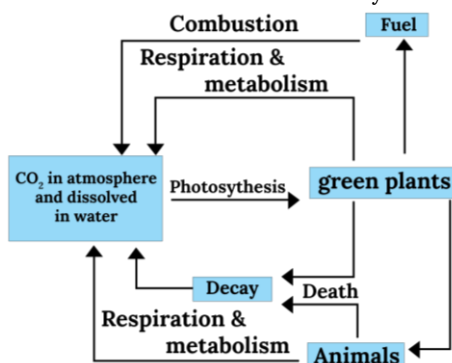 Combustion
Fuel
Respiration &
metabolism
CO₂ in atmosphere
and dissolved
in water
Photosythesis
green plants
Decay
Death
Respiration &
metabolism
Animals